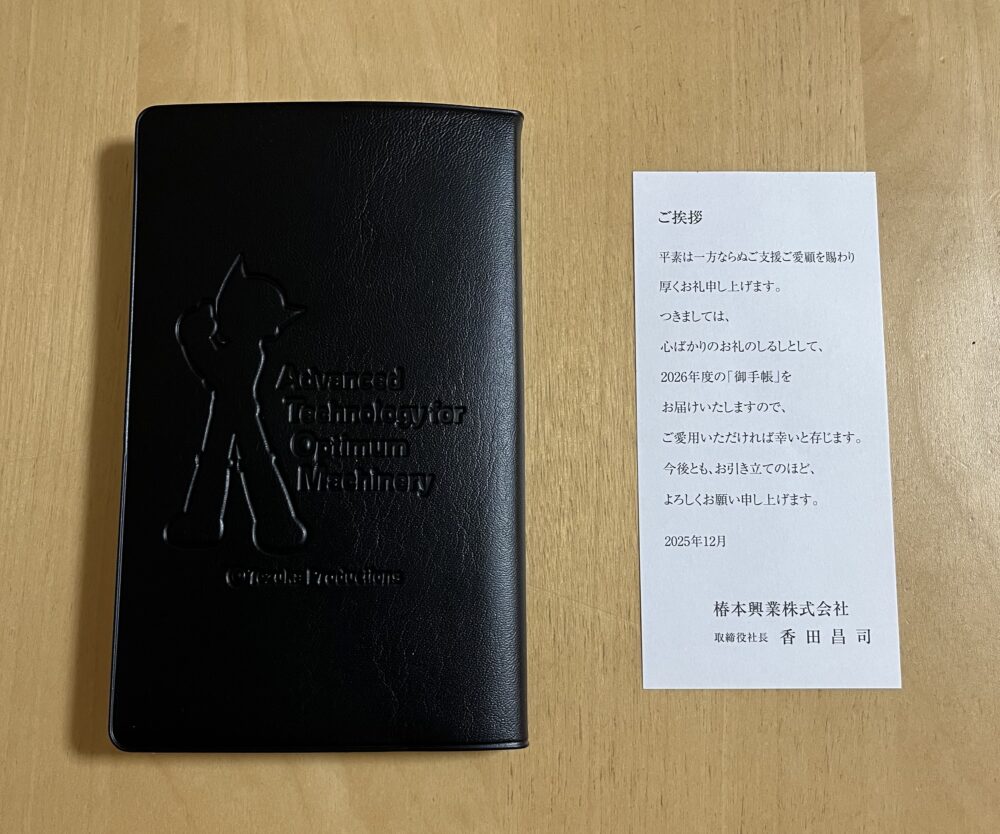 Advanced
Technology for
Optimum
Machinery
©Tezuka Productions
ご挨拶
平素は一方ならぬご支援ご愛顧を賜わり
厚くお礼申し上げます。
つきましては、
心ばかりのお礼のしるしとして、
2026年度の「御手帳」を
お届けいたしますので、
ご愛用いただければ幸いと存じます。
今後とも、お引き立てのほど、
よろしくお願い申し上げます。
2025年12月
椿本興業株式会社
取締役社長 香田昌司